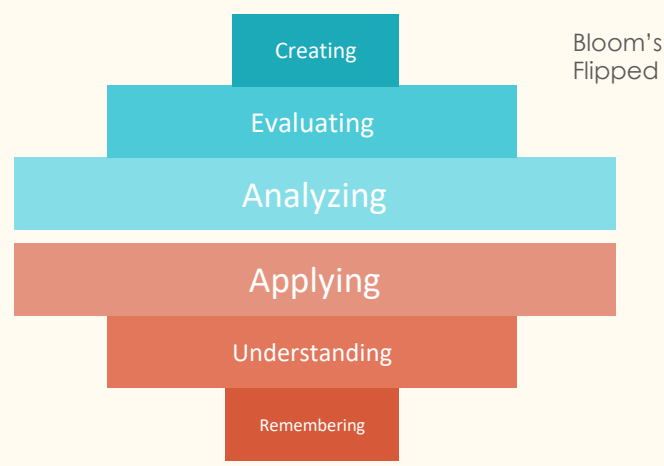 Creating
Bloom’s
Flipped
Evaluating
Analyzing
Applying
Understanding
Remembering